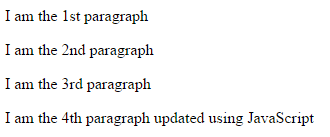 I am the 1st paragraph
I am the 2nd paragraph
I am the 3rd paragraph
I am the 4th paragraph updated using JavaScript